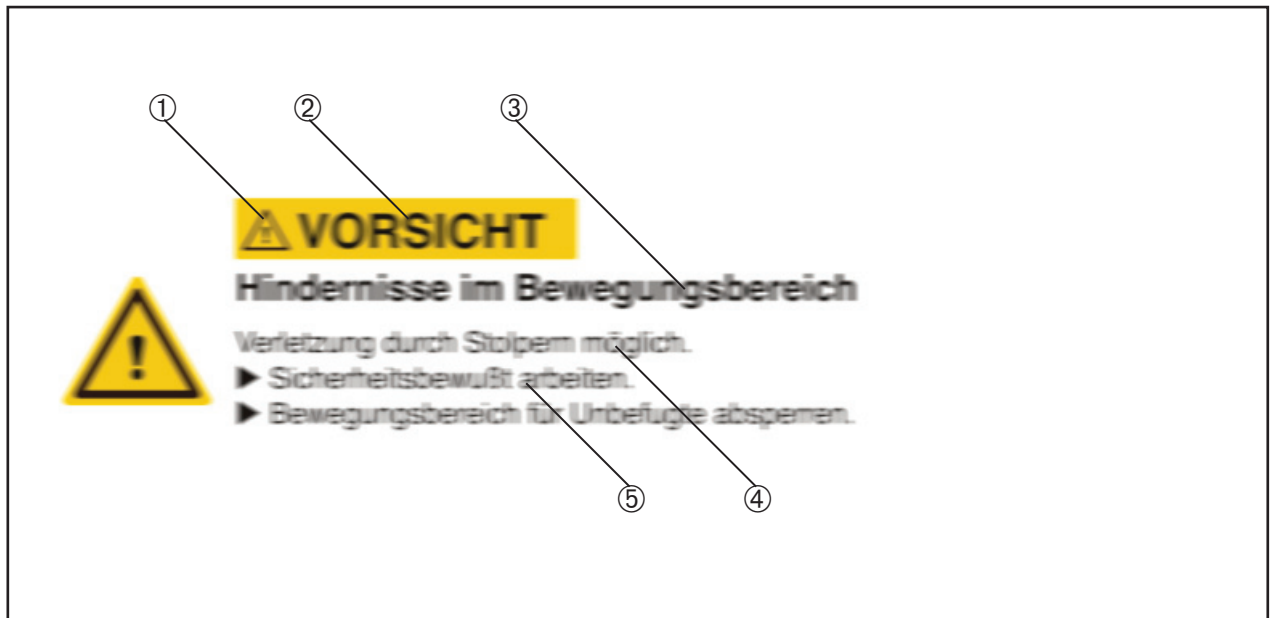 ① ② ③
⚠ VORSICHT
Hindernisse im Bewegungsbereich
Verletzung durch Stolpern möglich.
▶ Sicherheitsbewußt arbeiten.
▶ Bewegungsbereich für Unbefugte absperren.
⑤ ④